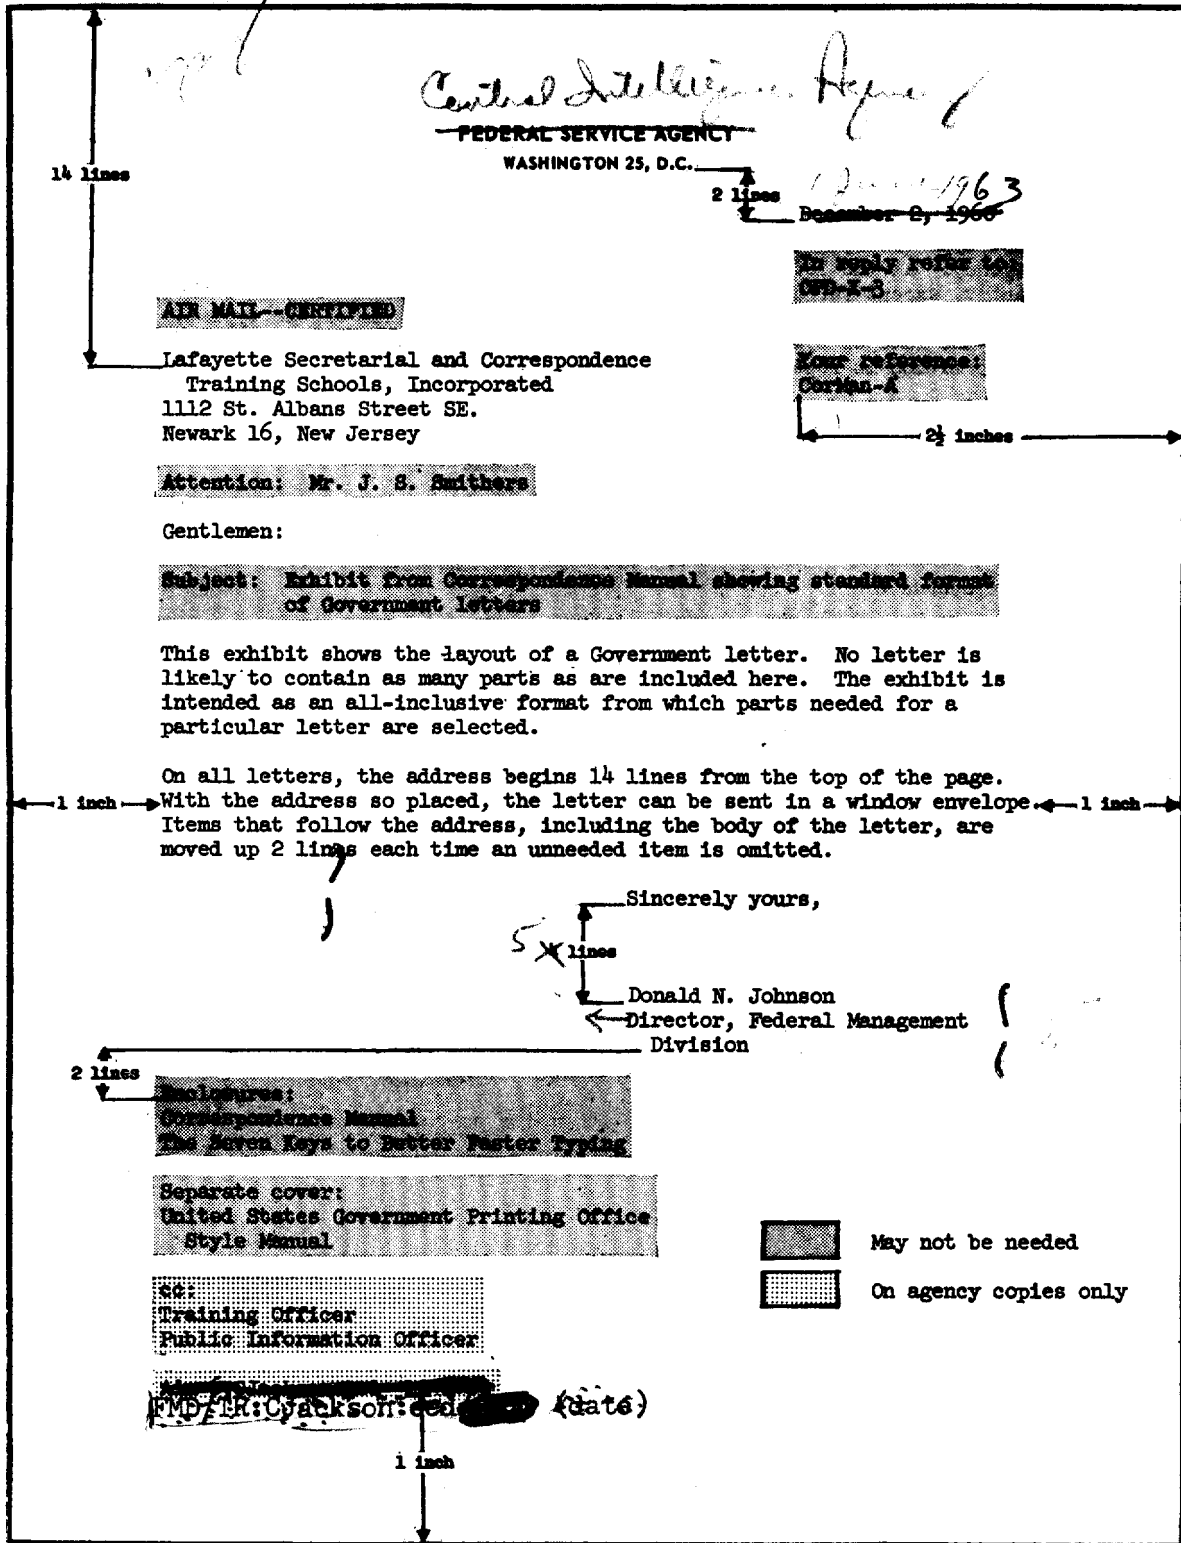 Central Intelligence Agency
FEDERAL SERVICE AGENCY
WASHINGTON 25, D.C.
14 lines
2 lines
1963
December 2, 1960
In reply refer to:
AIR MAIL--CERTIFIED
Lafayette Secretarial and Correspondence
Training Schools, Incorporated
1112 St. Albans Street SE.
Newark 16, New Jersey
Your reference:
CorMan-A
2½ inches
Attention: Mr. J. S. Smithers
Gentlemen:
Subject: Exhibit from Correspondence Manual showing standard format
of Government letters
This exhibit shows the layout of a Government letter. No letter is
likely to contain as many parts as are included here. The exhibit is
intended as an all-inclusive format from which parts needed for a
particular letter are selected.
On all letters, the address begins 14 lines from the top of the page.
1 inch With the address so placed, the letter can be sent in a window envelope. 1 inch
Items that follow the address, including the body of the letter, are
moved up 2 lines each time an unneeded item is omitted.
Sincerely yours,
5 lines
Donald N. Johnson
Director, Federal Management
Division
2 lines
Enclosures:
Correspondence Manual
The Seven Keys to Better Faster Typing
Separate cover:
United States Government Printing Office
Style Manual
May not be needed
On agency copies only
cc:
Training Officer
Public Information Officer
FMD:TR:CJackson: (date)
1 inch